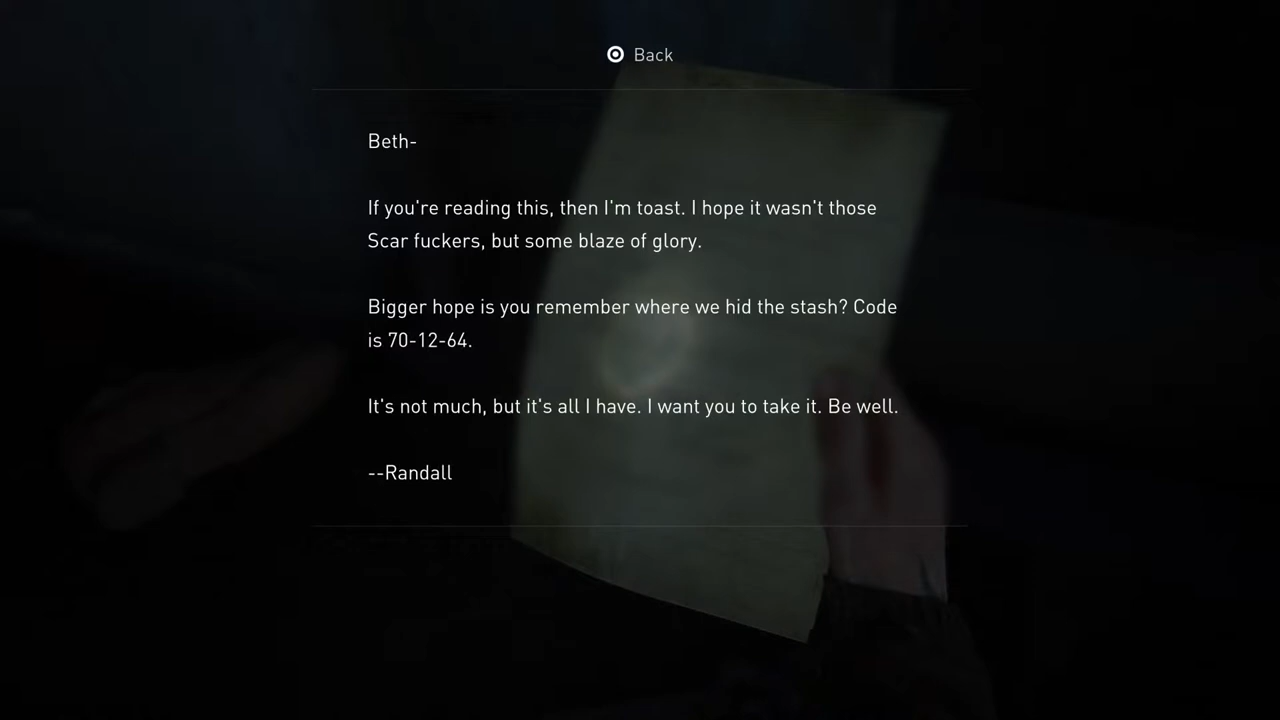 Back
Beth-
If you're reading this, then I'm toast. I hope it wasn't those
Scar fuckers, but some blaze of glory.
Bigger hope is you remember where we hid the stash? Code
is 70-12-64.
It's not much, but it's all I have. I want you to take it. Be well.
--Randall